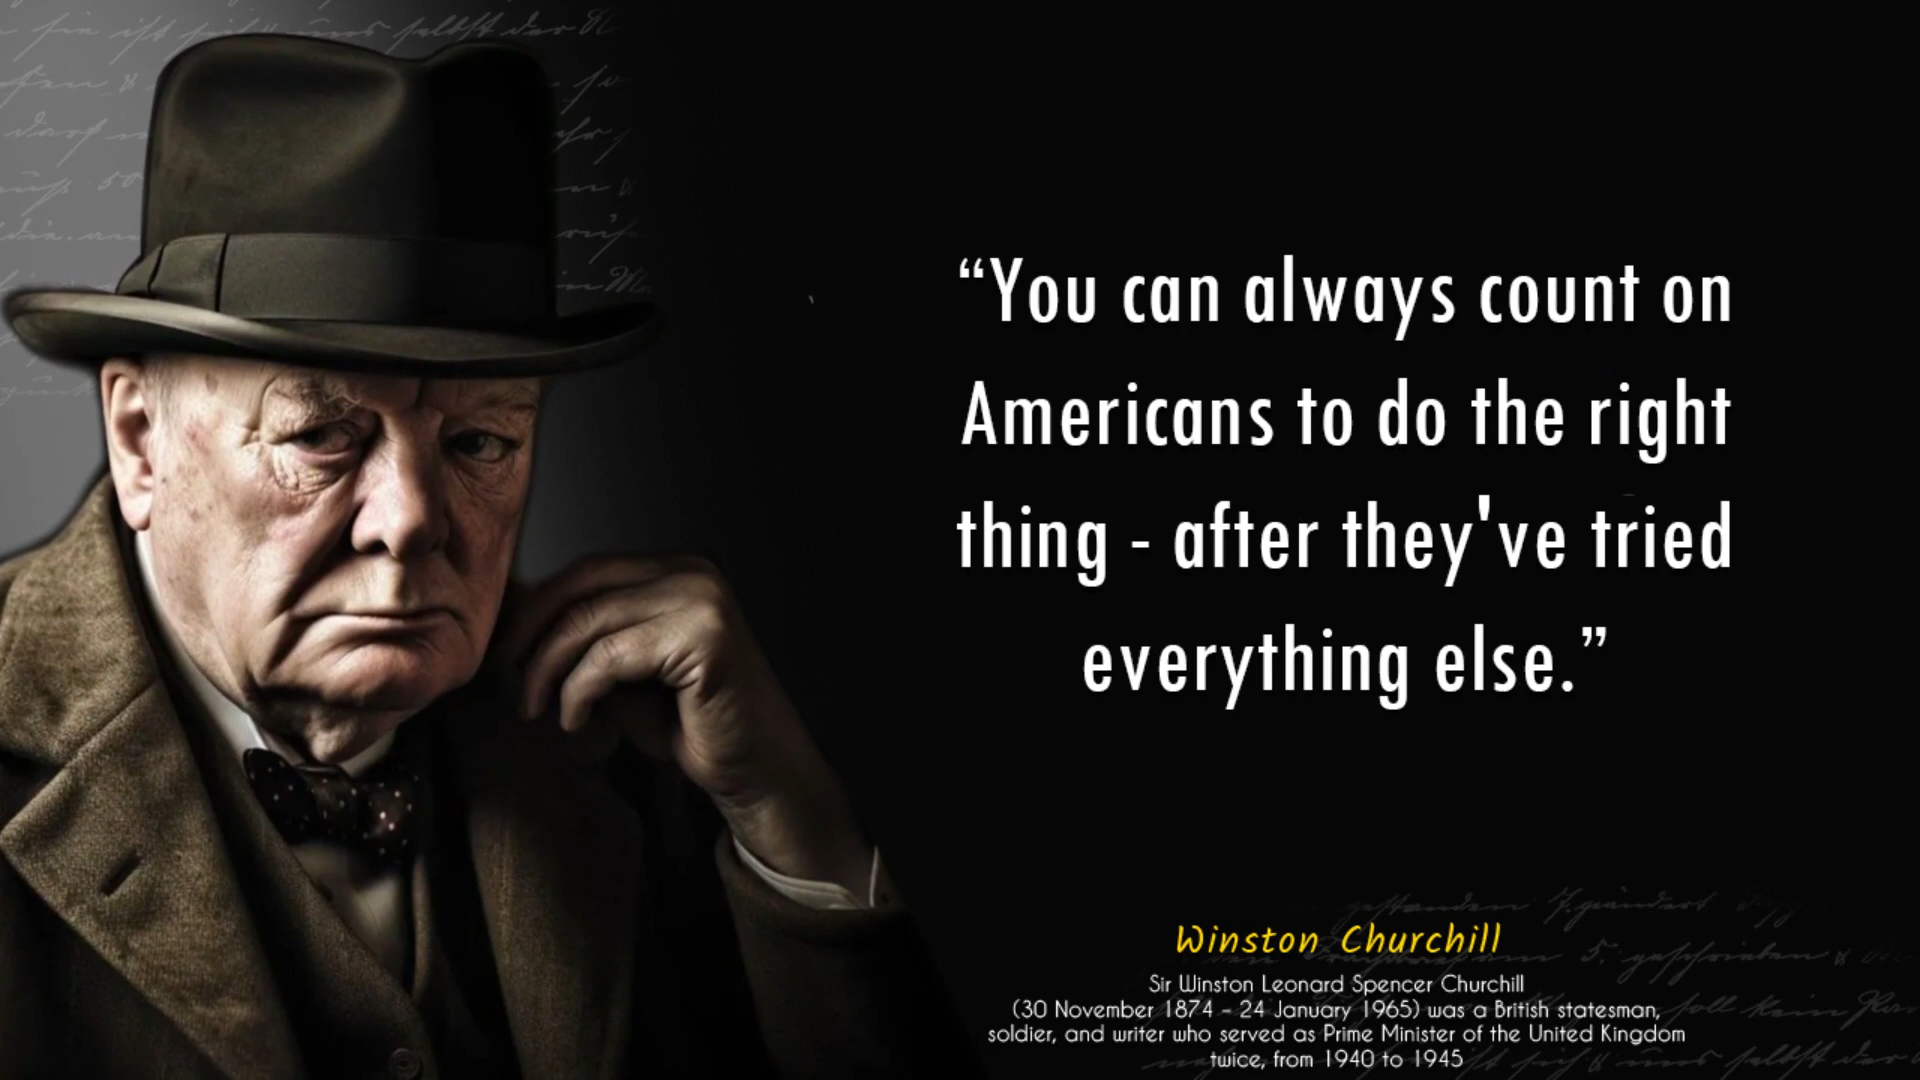 “You can always count on
Americans to do the right
thing - after they've tried
everything else.”
Winston Churchill
Sir Winston Leonard Spencer Churchill
(30 November 1874 – 24 January 1965) was a British statesman,
soldier, and writer who served as Prime Minister of the United Kingdom
twice, from 1940 to 1945